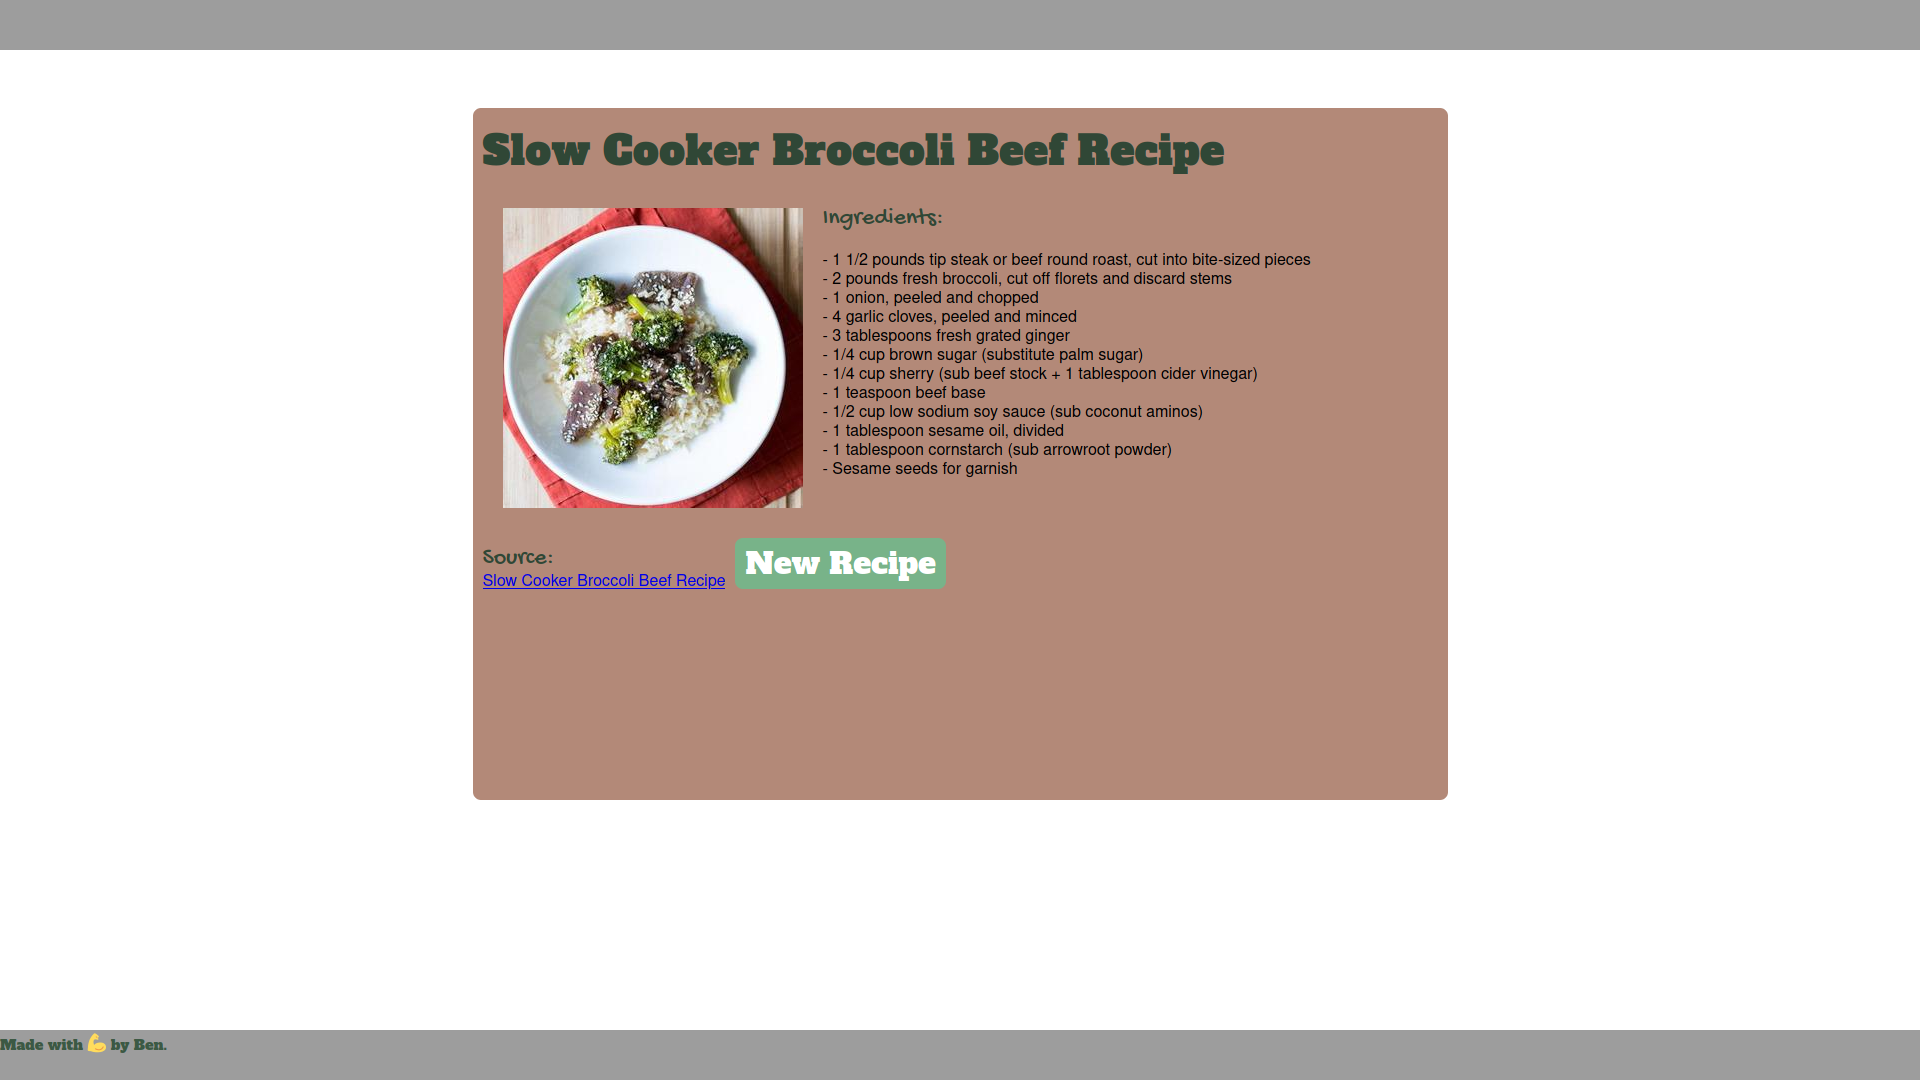 Slow Cooker Broccoli Beef Recipe
Ingredients:
- 1 1/2 pounds tip steak or beef round roast, cut into bite-sized pieces
- 2 pounds fresh broccoli, cut off florets and discard stems
- 1 onion, peeled and chopped
- 4 garlic cloves, peeled and minced
- 3 tablespoons fresh grated ginger
- 1/4 cup brown sugar (substitute palm sugar)
- 1/4 cup sherry (sub beef stock + 1 tablespoon cider vinegar)
- 1 teaspoon beef base
- 1/2 cup low sodium soy sauce (sub coconut aminos)
- 1 tablespoon sesame oil, divided
- 1 tablespoon cornstarch (sub arrowroot powder)
- Sesame seeds for garnish
Source:
Slow Cooker Broccoli Beef Recipe
New Recipe
Made with 💪 by Ben.